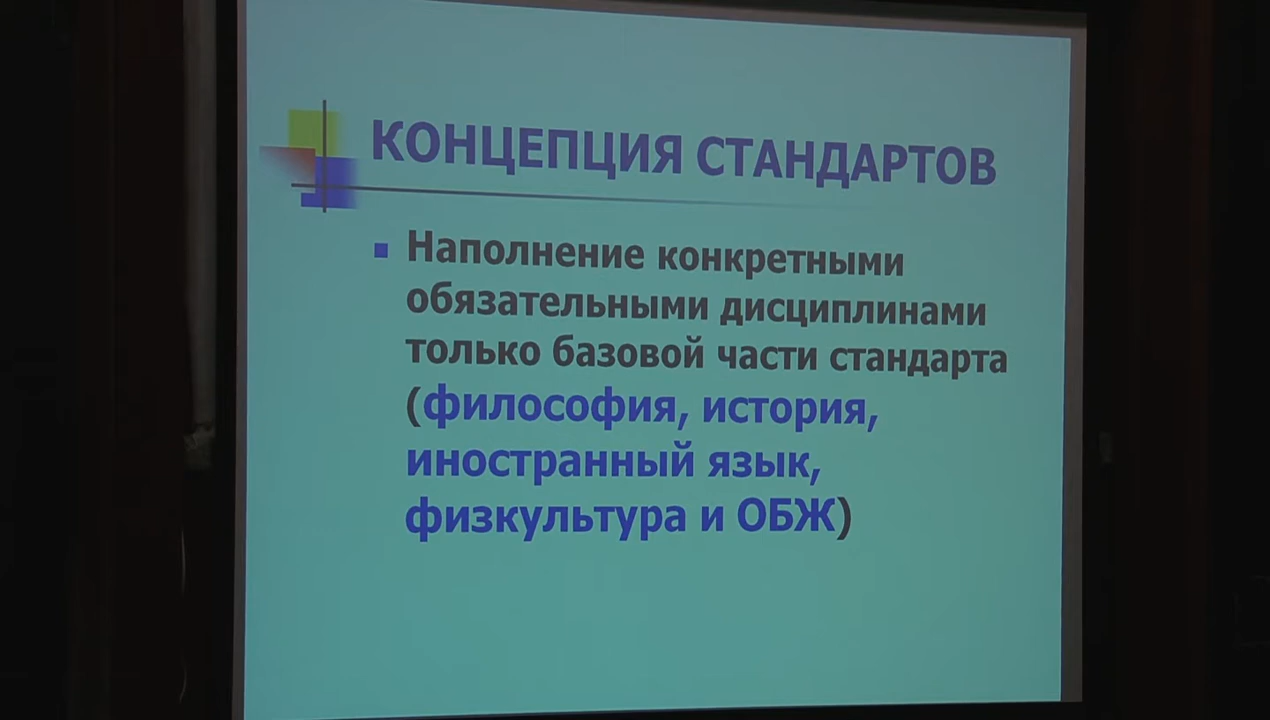 КОНЦЕПЦИЯ СТАНДАРТОВ
Наполнение конкретными
обязательными дисциплинами
только базовой части стандарта
(философия, история,
иностранный язык,
физкультура и ОБЖ)